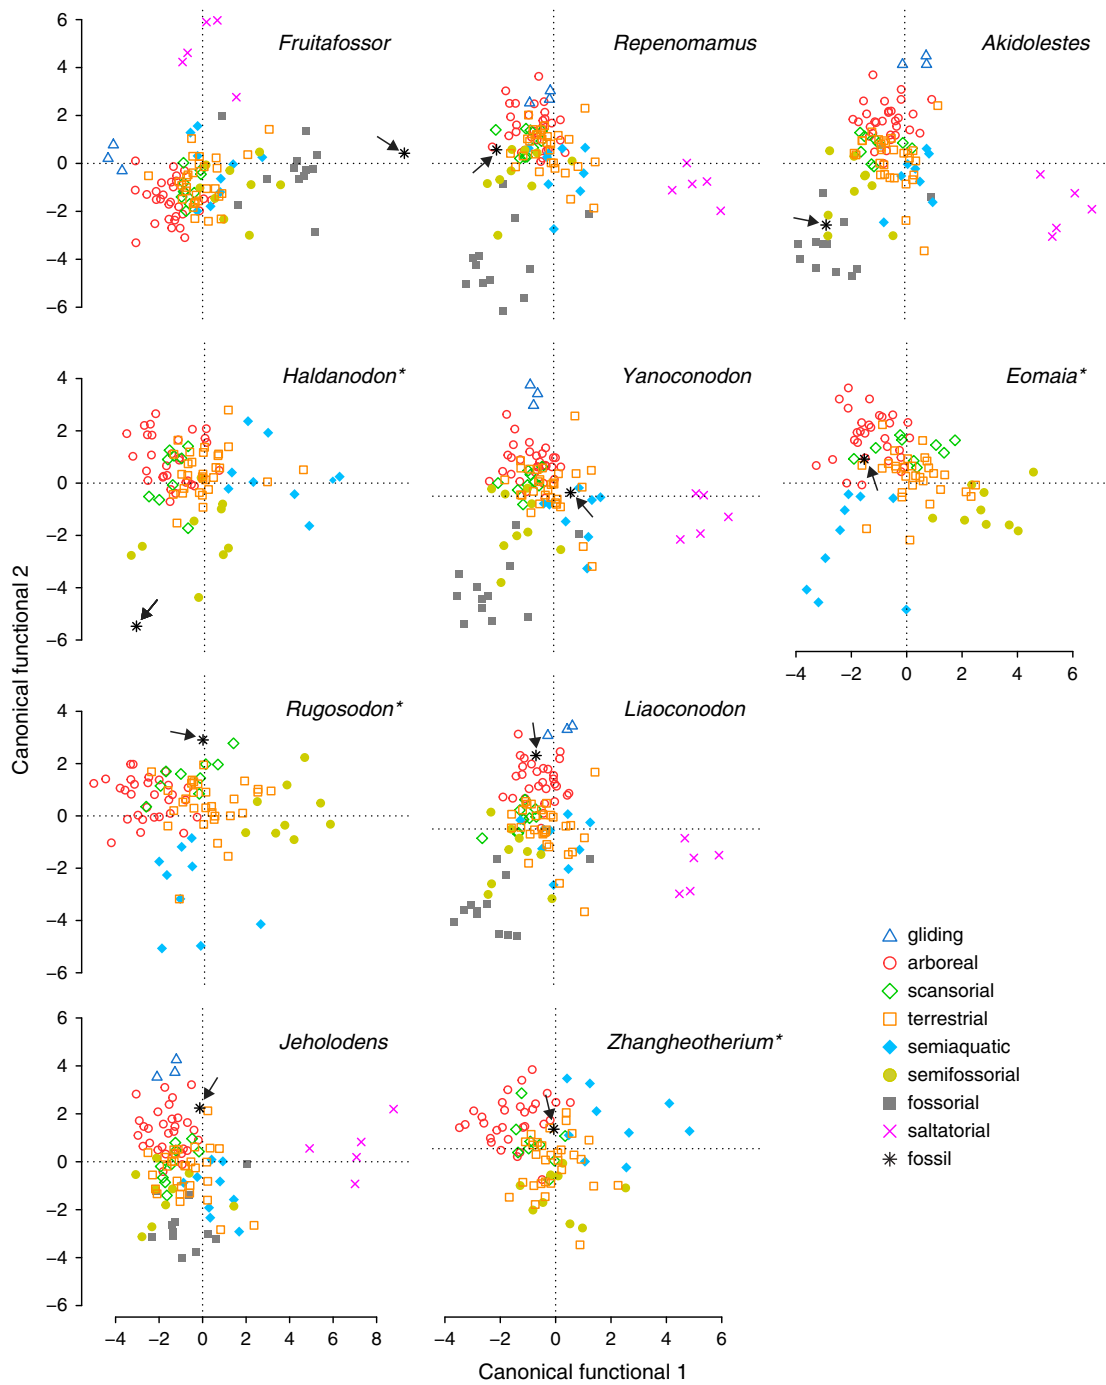 Fruitafossor
Repenomamus
Akidolestes
6
4
2
0
−2
−4
−6
Haldanodon*
Yanoconodon
Eomaia*
4
2
0
−2
−4
−6
−4 −2 0 2 4 6
Canonical functional 2
Rugosodon*
Liaoconodon
4
2
0
−2
−4
−6
gliding
arboreal
scansorial
terrestrial
semiaquatic
semifossorial
fossorial
saltatorial
fossil
Jeholodens
Zhangheotherium*
6
4
2
0
−2
−4
−6
−4 −2 0 2 4 6 8
−4 −2 0 2 4 6
Canonical functional 1